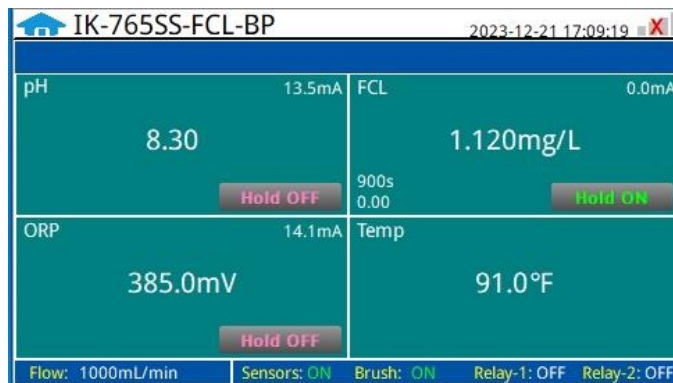 IK-765SS-FCL-BP 2023-12-21 17:09:19
pH 13.5mA
8.30
Hold OFF
FCL 0.0mA
1.120mg/L
900s
0.00 Hold ON
ORP 14.1mA
385.0mV
Hold OFF
Temp
91.0°F
Flow: 1000mL/min Sensors: ON Brush: ON Relay-1: OFF Relay-2: OFF